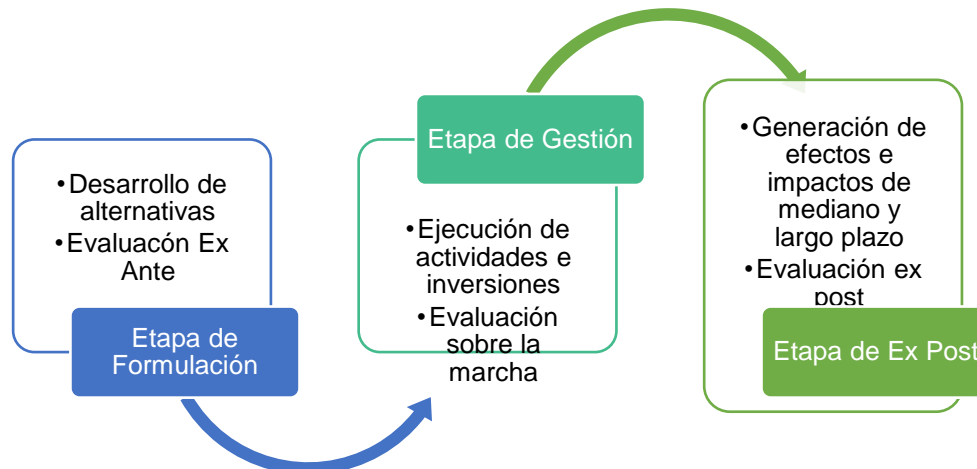 •Desarrollo de
alternativas
•Evaluacón Ex
Ante
Etapa de
Formulación
Etapa de Gestión
•Ejecución de
actividades e
inversiones
•Evaluación
sobre la
marcha
•Generación de
efectos e
impactos de
mediano y
largo plazo
•Evaluación ex
post
Etapa de Ex Post